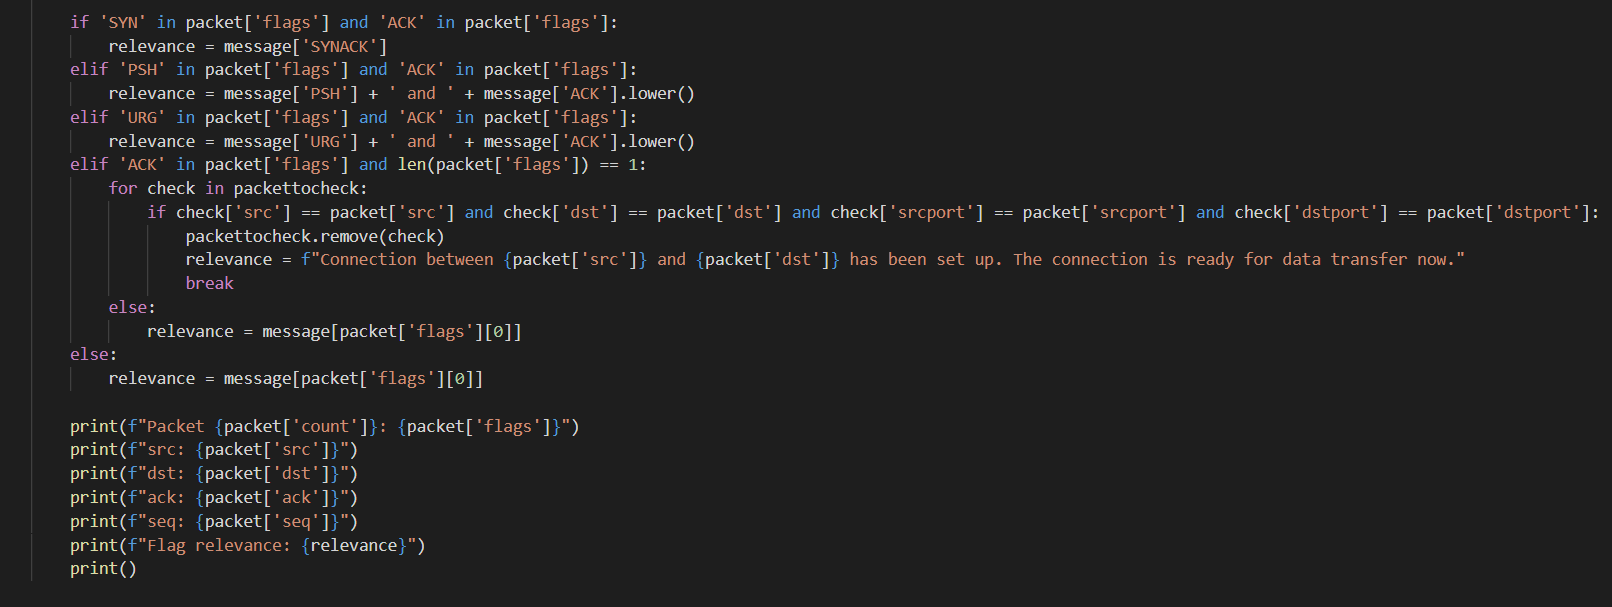 if 'SYN' in packet['flags'] and 'ACK' in packet['flags']:
    relevance = message['SYNACK']
elif 'PSH' in packet['flags'] and 'ACK' in packet['flags']:
    relevance = message['PSH'] + ' and ' + message['ACK'].lower()
elif 'URG' in packet['flags'] and 'ACK' in packet['flags']:
    relevance = message['URG'] + ' and ' + message['ACK'].lower()
elif 'ACK' in packet['flags'] and len(packet['flags']) == 1:
    for check in packettocheck:
        if check['src'] == packet['src'] and check['dst'] == packet['dst'] and check['srcport'] == packet['srcport'] and check['dstport'] == packet['dstport']:
            packettocheck.remove(check)
            relevance = f"Connection between {packet['src']} and {packet['dst']} has been set up. The connection is ready for data transfer now."
            break
    else:
        relevance = message[packet['flags'][0]]
else:
    relevance = message[packet['flags'][0]]

print(f"Packet {packet['count']}: {packet['flags']}")
print(f"src: {packet['src']}")
print(f"dst: {packet['dst']}")
print(f"ack: {packet['ack']}")
print(f"seq: {packet['seq']}")
print(f"Flag relevance: {relevance}")
print()